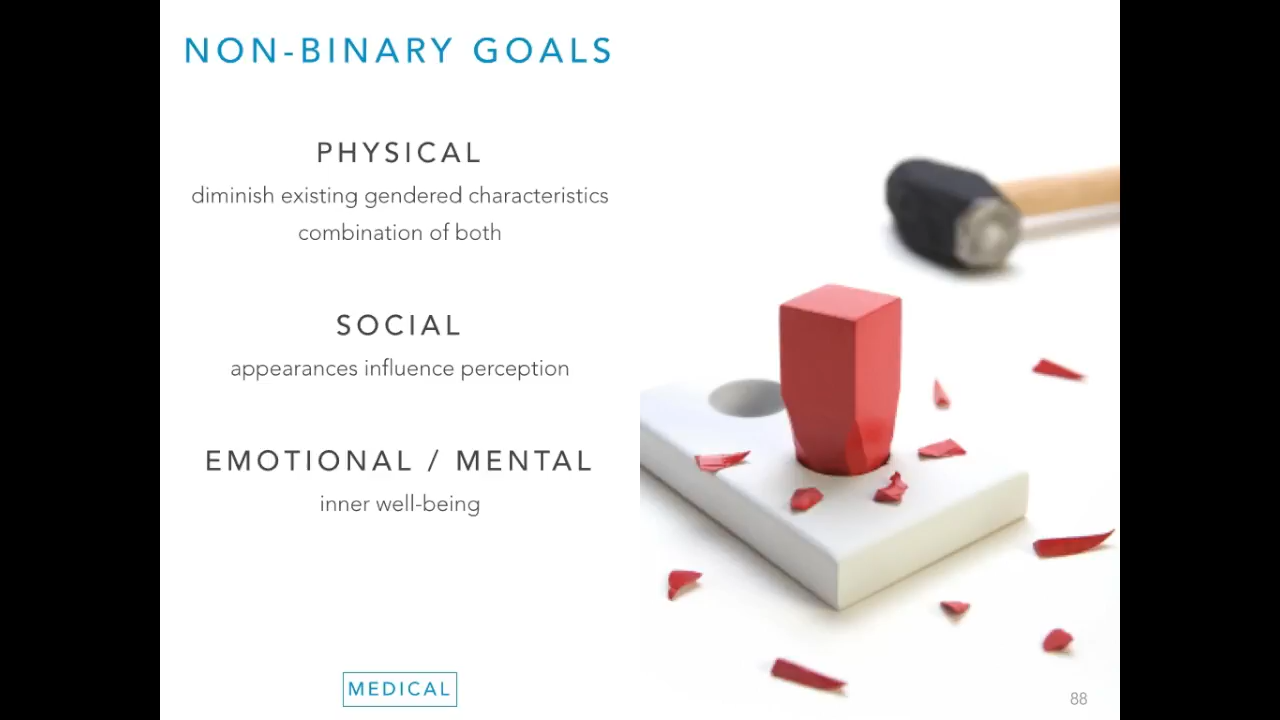 NON-BINARY GOALS
PHYSICAL
diminish existing gendered characteristics
combination of both
SOCIAL
appearances influence perception
EMOTIONAL / MENTAL
inner well-being
MEDICAL
88